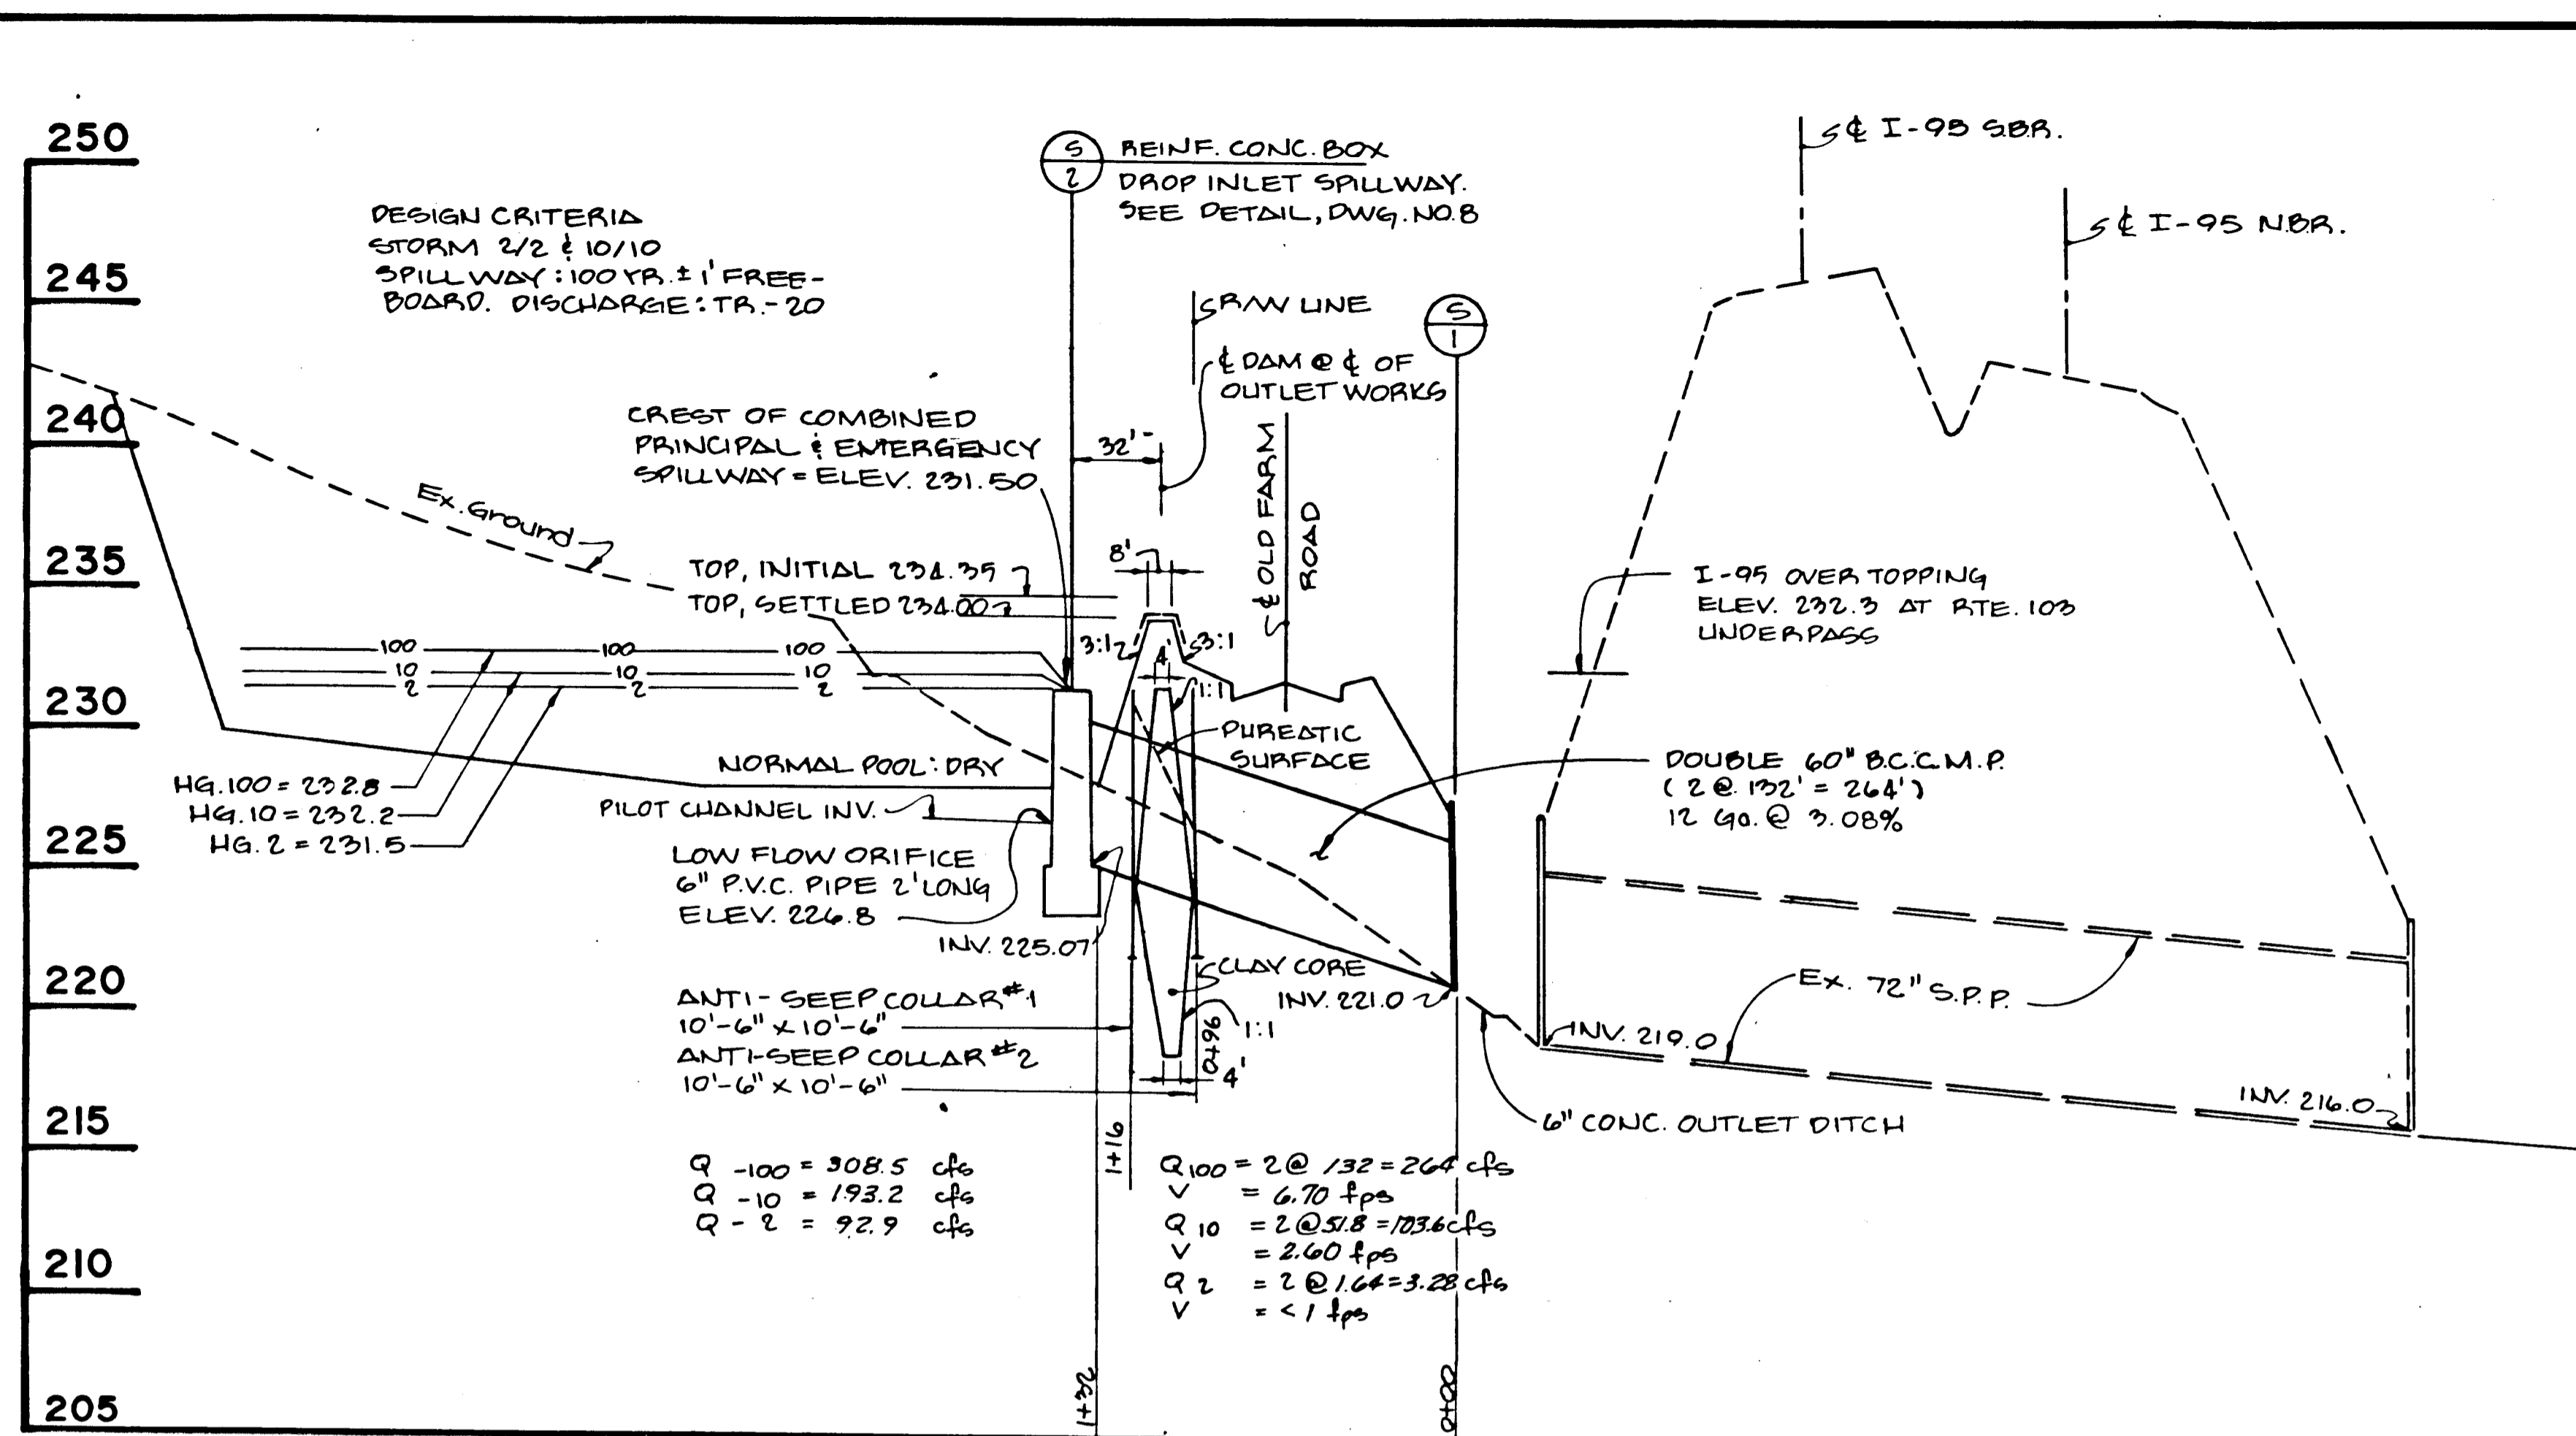 250
245
240
235
230
225
220
215
210
205
DESIGN CRITERIA
STORM 2/2 & 10/10
SPILLWAY : 100 YR. ± 1' FREE-
BOARD. DISCHARGE : TR.-20
S
2
REINF. CONC. BOX
DROP INLET SPILLWAY.
SEE DETAIL, DWG. NO. 8
R/W LINE
℄ DAM @ ℄ OF
OUTLET WORKS
S
1
℄ I-95 S.B.R.
℄ I-95 N.B.R.
CREST OF COMBINED
PRINCIPAL & EMERGENCY
SPILLWAY = ELEV. 231.50
32'-
℄ OLD FARM
ROAD
Ex. Ground
TOP, INITIAL 234.35
TOP, SETTLED 234.00
8'
3:1
3:1
4'
1:1
100 100 100
10 10 10
2 2 2
I-95 OVERTOPPING
ELEV. 232.3 AT RTE. 103
UNDERPASS
PHREATIC
SURFACE
NORMAL POOL : DRY
HG. 100 = 232.8
HG. 10 = 232.2
HG. 2 = 231.5
PILOT CHANNEL INV.
LOW FLOW ORIFICE
6" P.V.C. PIPE 2' LONG
ELEV. 226.8
INV. 225.07
DOUBLE 60" B.C.C.M.P.
( 2 @ 132' = 264' )
12 Ga. @ 3.08%
CLAY CORE
INV. 221.0
ANTI-SEEP COLLAR #1
10'-6" x 10'-6"
ANTI-SEEP COLLAR #2
10'-6" x 10'-6"
0+96
1:1
4'
Ex. 72" S.P.P.
INV. 219.0
INV. 216.0
6" CONC. OUTLET DITCH
1+16
Q -100 = 308.5 cfs
Q -10 = 193.2 cfs
Q - 2 = 92.9 cfs
Q 100 = 2 @ 132 = 264 cfs
V = 6.70 fps
Q 10 = 2 @ 51.8 = 103.6 cfs
V = 2.60 fps
Q 2 = 2 @ 1.64 = 3.28 cfs
V = < 1 fps
1+32
0+00